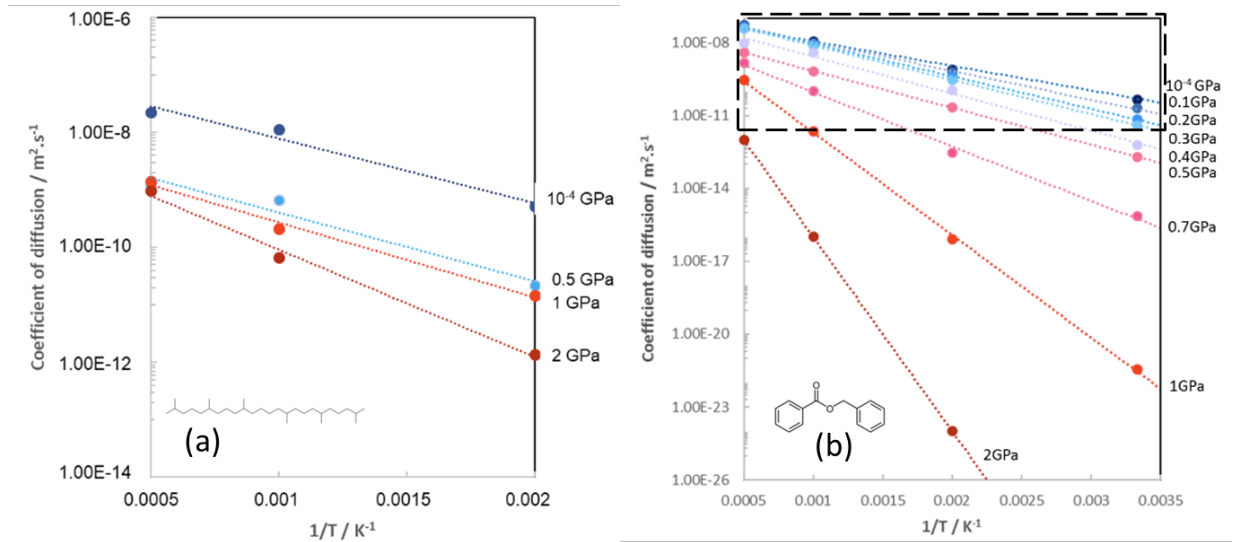 1.00E-6
1.00E-8
1.00E-10
1.00E-12
1.00E-14
Coefficient of diffusion / m².s⁻¹
10⁻⁴ GPa
0.5 GPa
1 GPa
2 GPa
(a)
0.0005 0.001 0.0015 0.002
1/T / K⁻¹
1.00E-08
1.00E-11
1.00E-14
1.00E-17
1.00E-20
1.00E-23
1.00E-26
Coefficient of diffusion / m².s⁻¹
10⁻⁴ GPa
0.1GPa
0.2GPa
0.3GPa
0.4GPa
0.5GPa
0.7GPa
1GPa
2GPa
O
O
(b)
0.0005 0.001 0.0015 0.002 0.0025 0.003 0.0035
1/T / K⁻¹